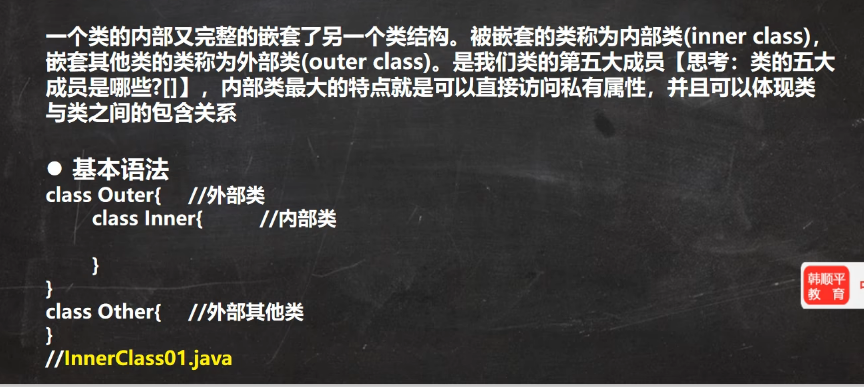 一个类的内部又完整的嵌套了另一个类结构。被嵌套的类称为内部类(inner class)，
嵌套其他类的类称为外部类(outer class)。是我们类的第五大成员【思考：类的五大
成员是哪些?[]】，内部类最大的特点就是可以直接访问私有属性，并且可以体现类
与类之间的包含关系
● 基本语法
class Outer{ //外部类
class Inner{ //内部类
}
}
class Other{ //外部其他类
}
//InnerClass01.java
韩顺平
教 育